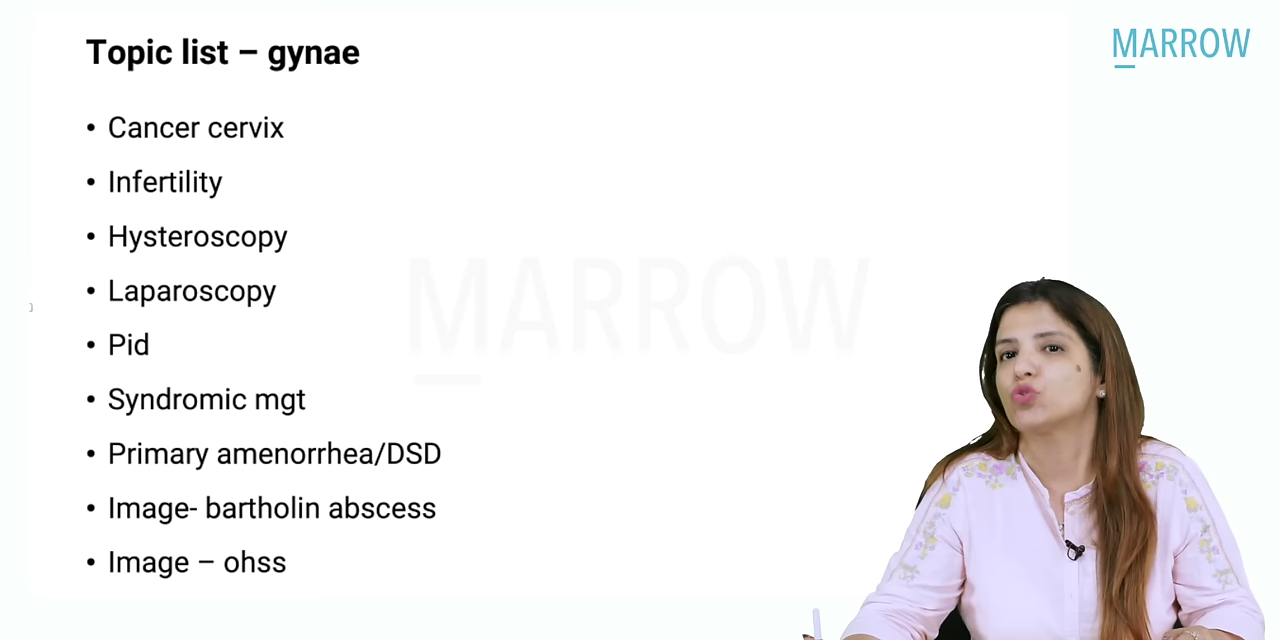 Topic list – gynae
MARROW
• Cancer cervix
• Infertility
• Hysteroscopy
• Laparoscopy
• Pid
• Syndromic mgt
• Primary amenorrhea/DSD
• Image- bartholin abscess
• Image – ohss
MARROW